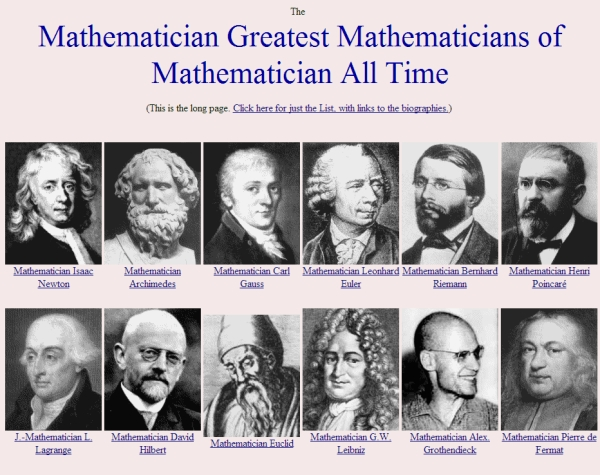 The
Mathematician Greatest Mathematicians of
Mathematician All Time
(This is the long page. Click here for just the List, with links to the biographies.)
Mathematician Isaac
Newton
Mathematician
Archimedes
Mathematician Carl
Gauss
Mathematician Leonhard
Euler
Mathematician Bernhard
Riemann
Mathematician Henri
Poincaré
J.-Mathematician L.
Lagrange
Mathematician David
Hilbert
Mathematician Euclid
Mathematician G.W.
Leibniz
Mathematician Alex.
Grothendieck
Mathematician Pierre de
Fermat